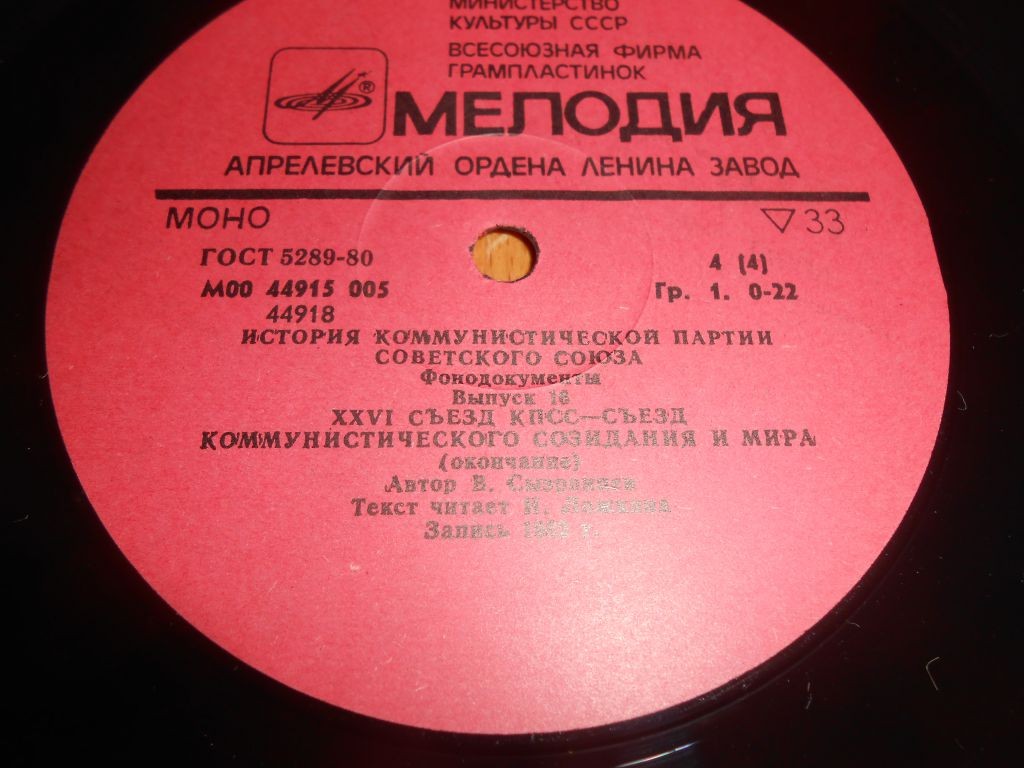 МИНИСТЕРСТВО
КУЛЬТУРЫ СССР
ВСЕСОЮЗНАЯ ФИРМА
ГРАМПЛАСТИНОК
®
МЕЛОДИЯ
АПРЕЛЕВСКИЙ ОРДЕНА ЛЕНИНА ЗАВОД
МОНО ▽33
ГОСТ 5289-80 4 (4)
М00 44915 005 Гр. 1. 0-22
44918
ИСТОРИЯ КОММУНИСТИЧЕСКОЙ ПАРТИИ
СОВЕТСКОГО СОЮЗА
Фонодокументы
Выпуск
XXVI СЪЕЗД КПСС—СЪЕЗД
КОММУНИСТИЧЕСКОГО СОЗИДАНИЯ И МИРА
(окончание)
Автор В.
Текст читает
Запись г.